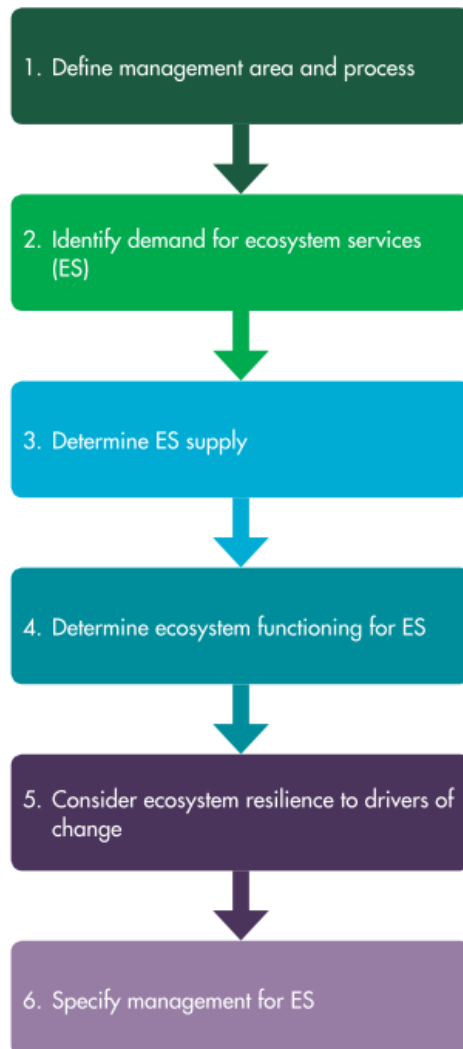 1. Define management area and process
2. Identify demand for ecosystem services
(ES)
3. Determine ES supply
4. Determine ecosystem functioning for ES
5. Consider ecosystem resilience to drivers of
change
6. Specify management for ES